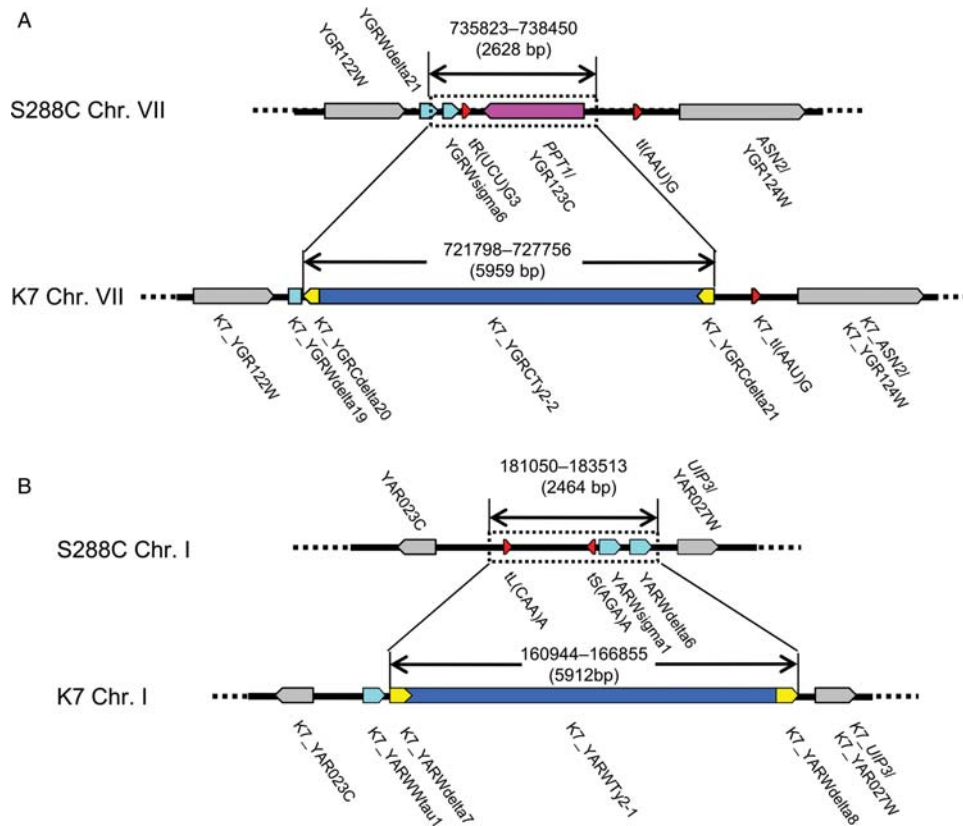 A
YGR122W
YGRWdelta21
735823–738450
(2628 bp)
S288C Chr. VII
YGRWsigma6
tR(UCU)G3
PPT1/
YGR123C
tI(AAU)G
ASN2/
YGR124W
721798–727756
(5959 bp)
K7 Chr. VII
K7_YGR122W
K7_YGRWdelta19
K7_YGRCdelta20
K7_YGRCTy2-2
K7_YGRCdelta21
K7_tI(AAU)G
K7_ASN2/
K7_YGR124W
B
YAR023C
181050–183513
(2464 bp)
UIP3/
YAR027W
S288C Chr. I
tL(CAA)A
tS(AGA)A
YARWsigma1
YARWdelta6
160944–166855
(5912bp)
K7 Chr. I
K7_YAR023C
K7_YARWWtau1
K7_YARWdelta7
K7_YARWTy2-1
K7_YARWdelta8
K7_UIP3/
K7_YAR027W